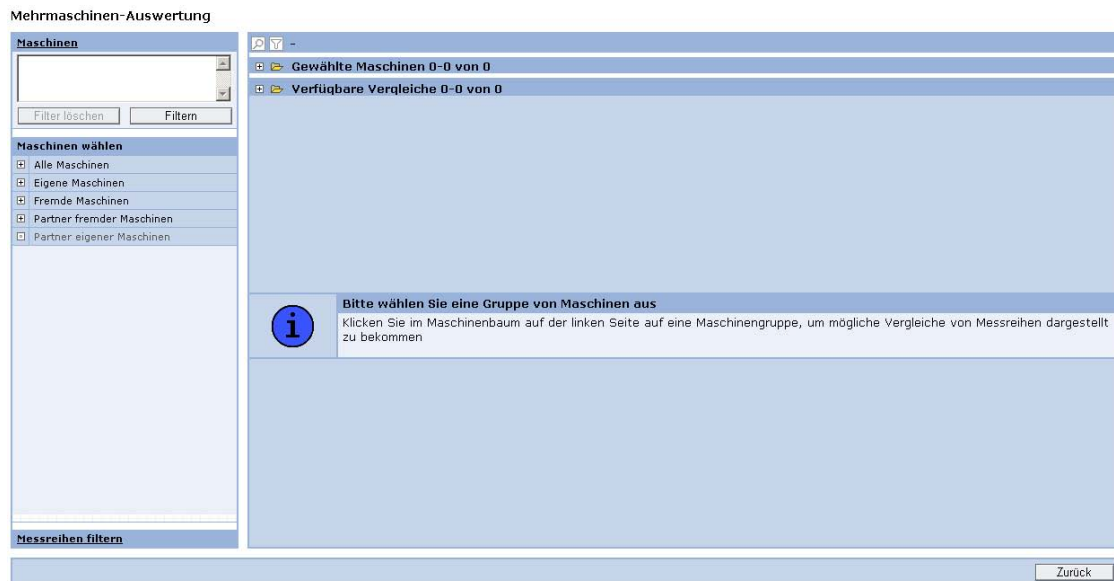 Mehrmaschinen-Auswertung
Maschinen
Filter löschen
Filtern
Maschinen wählen
Alle Maschinen
Eigene Maschinen
Fremde Maschinen
Partner fremder Maschinen
Partner eigener Maschinen
Messreihen filtern
-
Gewählte Maschinen 0-0 von 0
Verfügbare Vergleiche 0-0 von 0
i
Bitte wählen Sie eine Gruppe von Maschinen aus
Klicken Sie im Maschinenbaum auf der linken Seite auf eine Maschinengruppe, um mögliche Vergleiche von Messreihen dargestellt
zu bekommen
Zurück